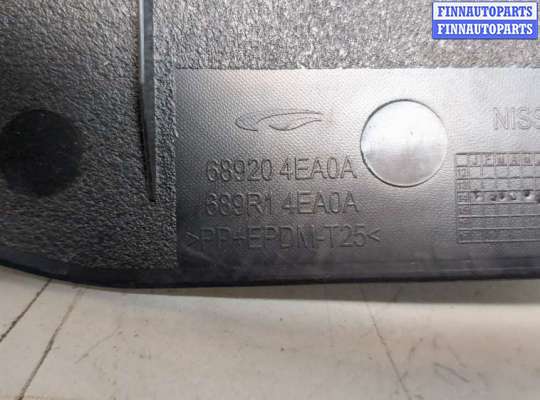 FINNAUTOPARTS
FINNAUTOPARTS
NISS
68920 4EA0A
689R1 4EA0A
>PP+EPDM-T25<